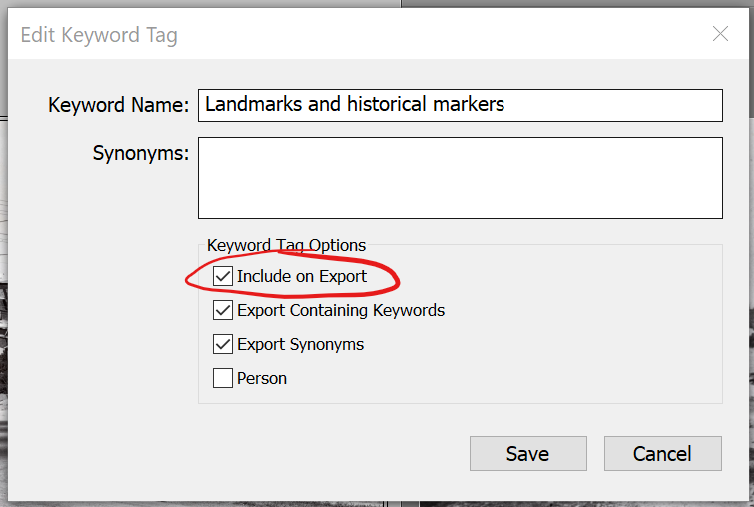 Edit Keyword Tag
Keyword Name: Landmarks and historical markers
Synonyms:
Keyword Tag Options
Include on Export
Export Containing Keywords
Export Synonyms
Person
Save Cancel